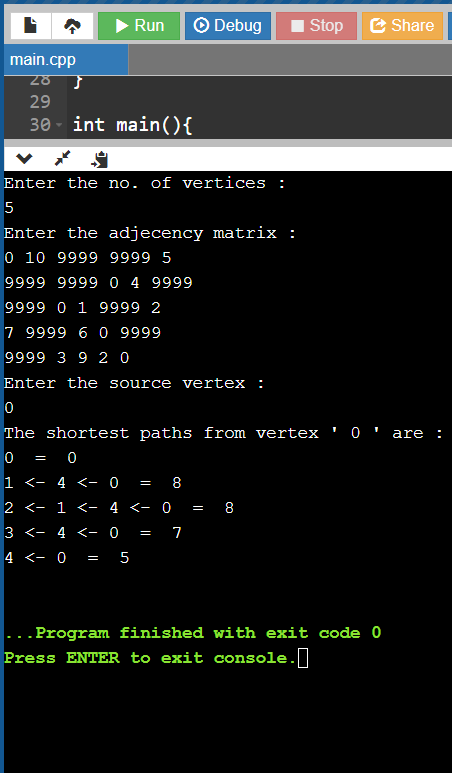 Run Debug Stop Share
main.cpp
28 }
29
30 int main(){
Enter the no. of vertices :
5
Enter the adjecency matrix :
0 10 9999 9999 5
9999 9999 0 4 9999
9999 0 1 9999 2
7 9999 6 0 9999
9999 3 9 2 0
Enter the source vertex :
0
The shortest paths from vertex ' 0 ' are :
0  =  0
1 <- 4 <- 0  =  8
2 <- 1 <- 4 <- 0  =  8
3 <- 4 <- 0  =  7
4 <- 0  =  5
...Program finished with exit code 0
Press ENTER to exit console.